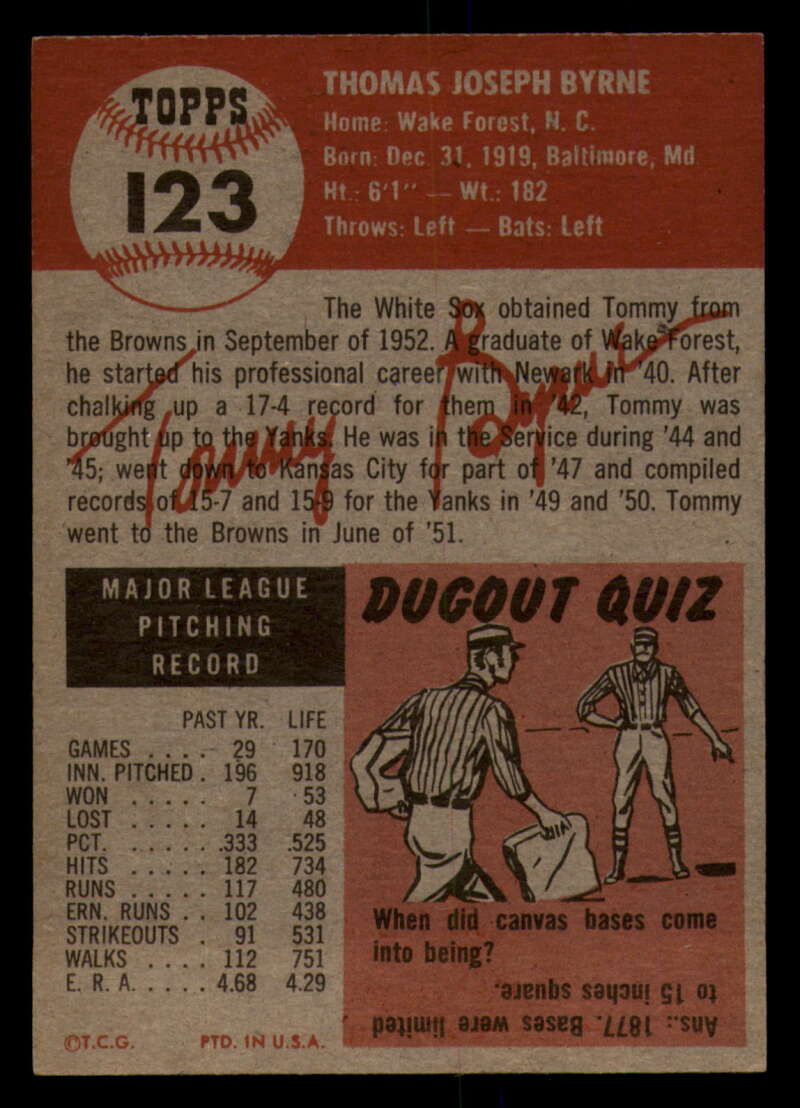 TOPPS
123
THOMAS JOSEPH BYRNE
Home: Wake Forest, N. C.
Born: Dec. 31, 1919, Baltimore, Md
Ht.: 6'1" — Wt.: 182
Throws: Left — Bats: Left
The White Sox obtained Tommy from
the Browns in September of 1952. A graduate of Wake Forest,
he started his professional career with Newark in '40. After
chalking up a 17-4 record for them in '42, Tommy was
brought up to the Yanks. He was in the Service during '44 and
'45; went down to Kansas City for part of '47 and compiled
records of 15-7 and 15-9 for the Yanks in '49 and '50. Tommy
went to the Browns in June of '51.
Tommy Byrne
MAJOR LEAGUE
PITCHING
RECORD
PAST YR. LIFE
GAMES . . . . 29 170
INN. PITCHED . 196 918
WON . . . . . 7 53
LOST . . . . . 14 48
PCT. . . . . . .333 .525
HITS . . . . . 182 734
RUNS . . . . . 117 480
ERN. RUNS . . 102 438
STRIKEOUTS . 91 531
WALKS . . . . 112 751
E. R. A. . . . . 4.68 4.29
©T.C.G. PTD. IN U.S.A.
DUGOUT QUIZ
When did canvas bases come
into being?
Ans.: 1877. Bases were limited
to 15 inches square.